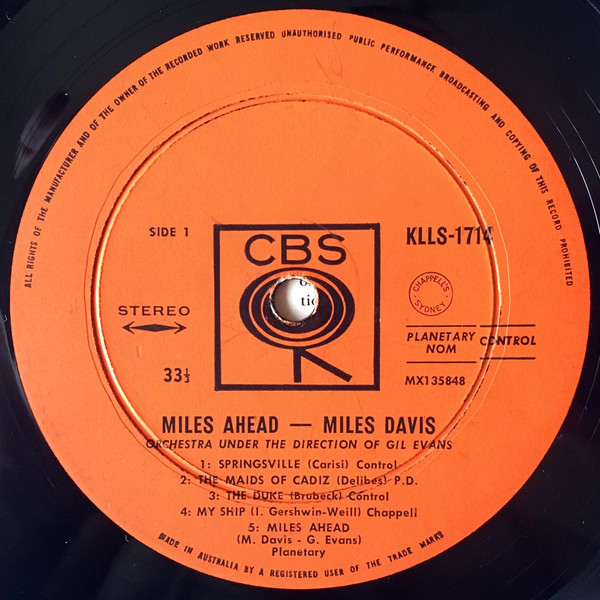 ALL RIGHTS OF THE MANUFACTURER AND OF THE OWNER OF THE RECORDED WORK RESERVED UNAUTHORISED PUBLIC PERFORMANCE BROADCASTING AND COPYING OF THIS RECORD PROHIBITED
SIDE 1
CBS
KLLS-1714
CHAPPELL'S
SYDNEY
STEREO
PLANETARY
NOM
CONTROL
33⅓
MX135848
MILES AHEAD — MILES DAVIS
ORCHESTRA UNDER THE DIRECTION OF GIL EVANS
1: SPRINGSVILLE (Carisi) Control
2: THE MAIDS OF CADIZ (Delibes) P.D.
3: THE DUKE (Brubeck) Control
4: MY SHIP (I. Gershwin-Weill) Chappell
5: MILES AHEAD
(M. Davis - G. Evans)
Planetary
MADE IN AUSTRALIA BY A REGISTERED USER OF THE TRADE MARKS